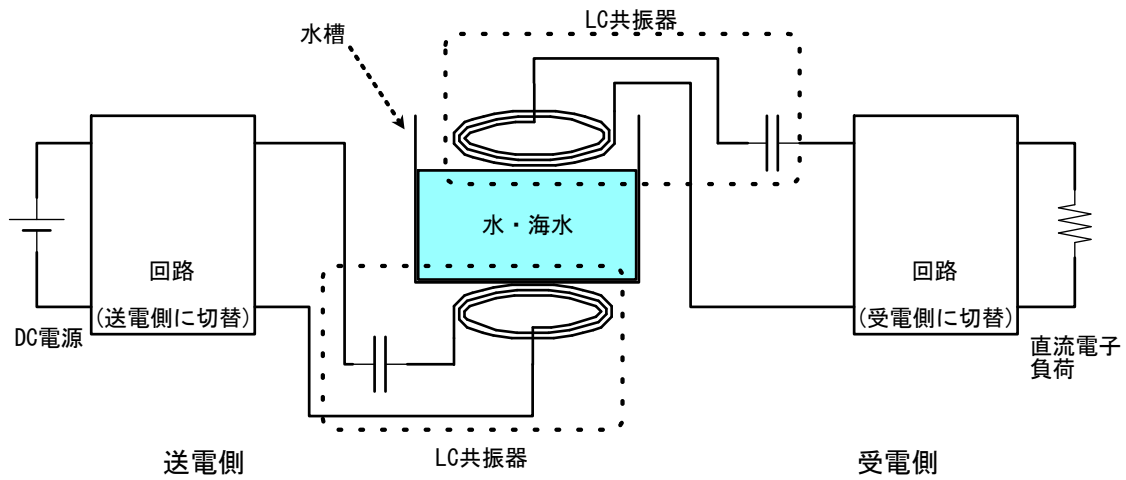 LC共振器
水槽
水・海水
回路
(送電側に切替)
DC電源
回路
(受電側に切替)
直流電子
負荷
LC共振器
送電側
受電側